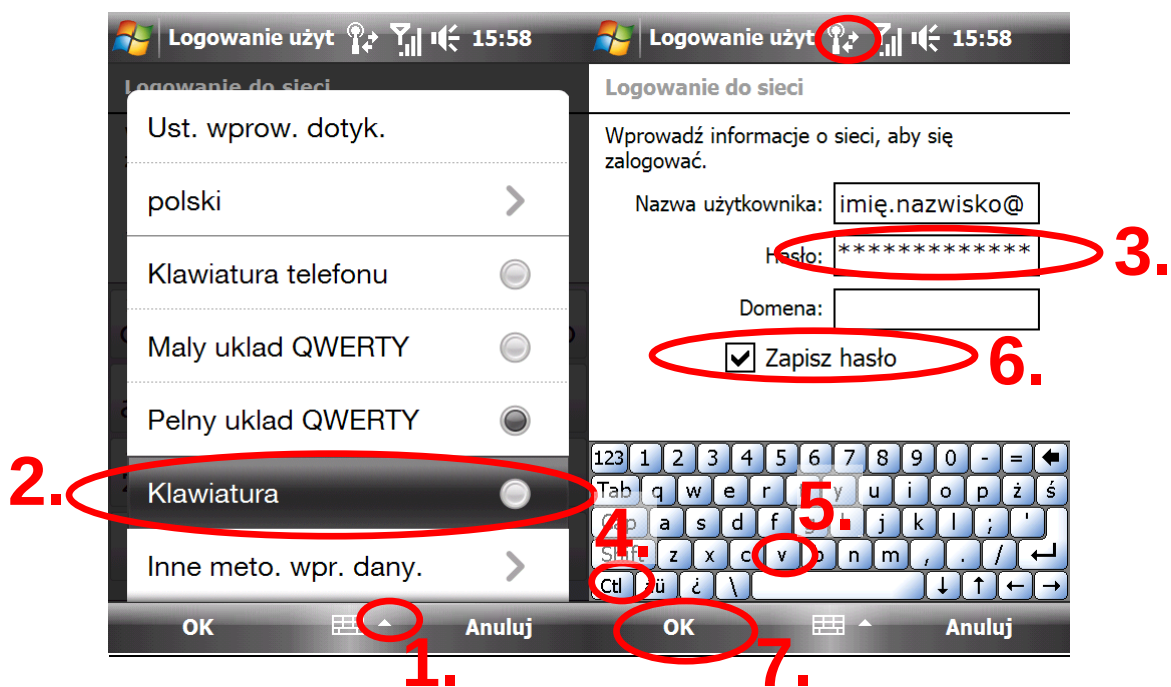 Logowanie użyt 15:58
Logowanie do sieci
Ust. wprow. dotyk.
polski
Klawiatura telefonu
Maly uklad QWERTY
Pelny uklad QWERTY
2.
Klawiatura
Inne meto. wpr. dany.
OK Anuluj
1.
Logowanie użyt 15:58
Logowanie do sieci
Wprowadź informacje o sieci, aby się
zalogować.
Nazwa użytkownika: imię.nazwisko@
Hasło: *************
3.
Domena:
Zapisz hasło
6.
123 1 2 3 4 5 6 7 8 9 0 - =
Tab q w e r y u i o p ż ś
5.
a s d f j k l ; '
4.
z x c v b n m , . /
Ctl áü ¿ \ ↓ ↑ ← →
OK Anuluj
7.